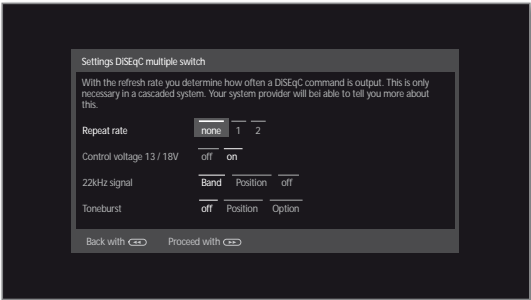 Settings DiSEqC multiple switch
With the refresh rate you determine how often a DiSEqC command is output. This is only
necessary in a cascaded system. Your system provider will bei able to tell you more about
this.
Repeat rate none 1 2
Control voltage 13 / 18V off on
22kHz signal Band Position off
Toneburst off Position Option
Back with Proceed with